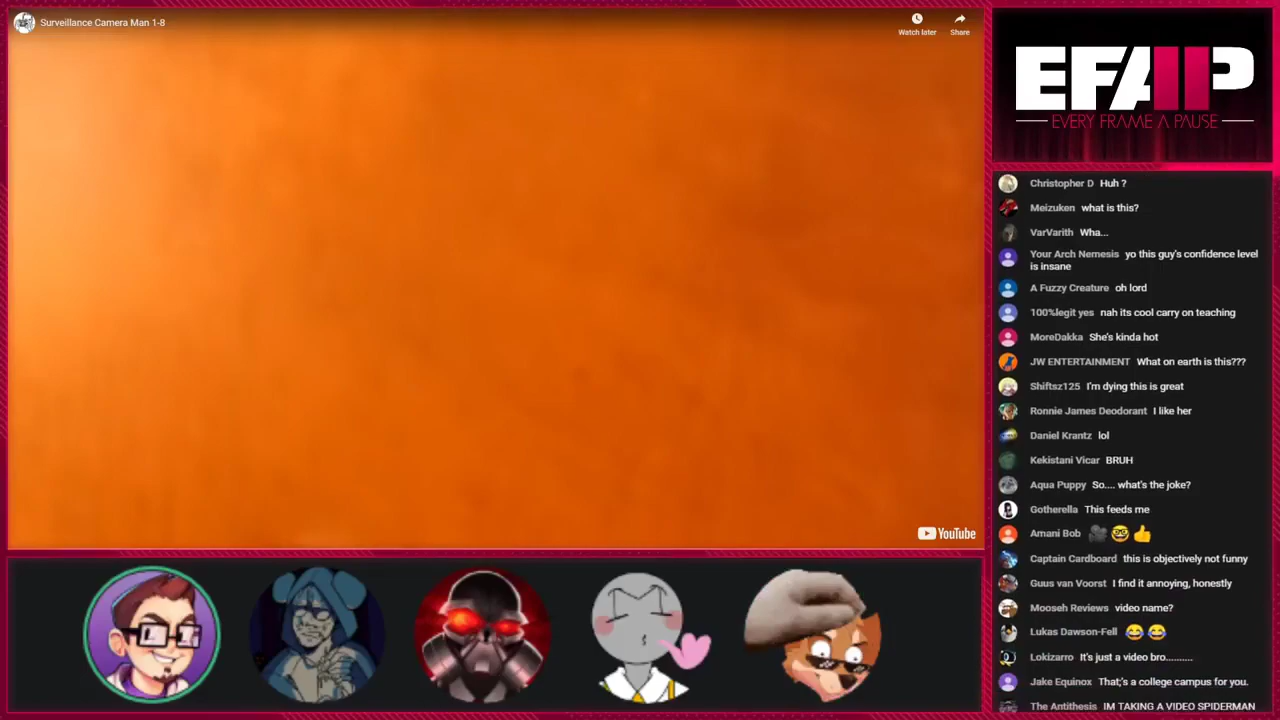 Surveillance Camera Man 1-8
Watch later
Share
EFAP
EVERY FRAME A PAUSE
Christopher D Huh ?
Meizuken what is this?
VarVarith Wha...
Your Arch Nemesis yo this guy's confidence level
is insane
A Fuzzy Creature oh lord
100%legit yes nah its cool carry on teaching
MoreDakka She's kinda hot
JW ENTERTAINMENT What on earth is this???
Shiftsz125 I'm dying this is great
Ronnie James Deodorant I like her
Daniel Krantz lol
Kekistani Vicar BRUH
Aqua Puppy So.... what's the joke?
Gotherella This feeds me
Amani Bob 🎥 🤓 👍
Captain Cardboard this is objectively not funny
Guus van Voorst I find it annoying, honestly
Mooseh Reviews video name?
Lukas Dawson-Fell 😂 😂
Lokizarro It's just a video bro.........
Jake Equinox That;'s a college campus for you.
The Antithesis IM TAKING A VIDEO SPIDERMAN
YouTube